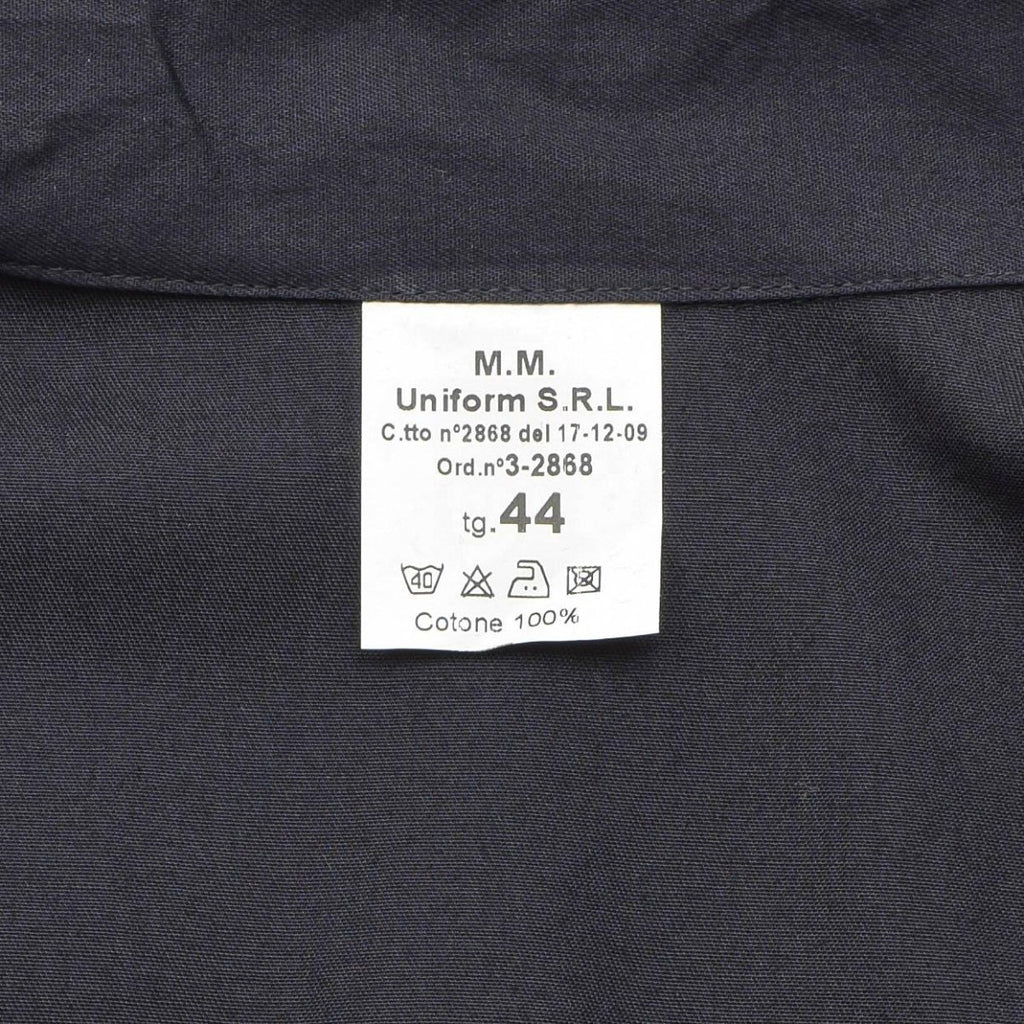 M.M.
Uniform S.R.L.
C.tto n°2868 del 17-12-09
Ord.n°3-2868
tg.44
40
Cotone 100%